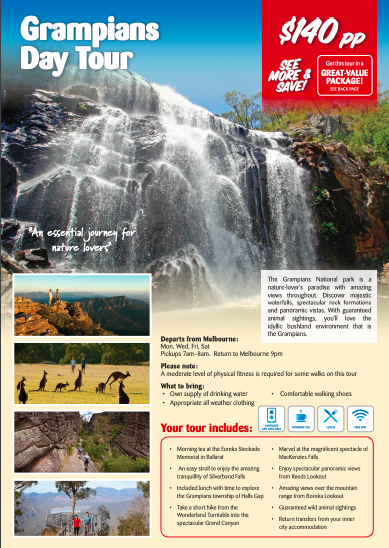 Grampians
Day Tour
$140 PP
SEE
MORE &
SAVE!
Get this tour in a
GREAT-VALUE
PACKAGE!
SEE BACK PAGE
"An essential journey for
nature lovers"
The Grampians National park is a
nature-lover's paradise with amazing
views throughout. Discover majestic
waterfalls, spectacular rock formations
and panoramic vistas. With guaranteed
animal sightings, you'll love the
idyllic bushland environment that is
the Grampians.
Departs from Melbourne:
Mon, Wed, Fri, Sat
Pickups 7am–8am. Return to Melbourne 9pm
Please note:
A moderate level of physical fitness is required for some walks on this tour
What to bring:
• Own supply of drinking water
• Appropriate all weather clothing
• Comfortable walking shoes
MORNING TEA
LUNCH
FREE WIFI
Your tour includes:
• Morning tea at the Eureka Stockade
Memorial in Ballarat
• An easy stroll to enjoy the amazing
tranquillity of Silverband Falls
• Included lunch with time to explore
the Grampians township of Halls Gap
• Take a short hike from the
Wonderland Turntable into the
spectacular Grand Canyon
• Marvel at the magnificent spectacle of
MacKenzies Falls
• Enjoy spectacular panoramic views
from Reeds Lookout
• Amazing views over the mountain
range from Boroka Lookout
• Guaranteed wild animal sightings
• Return transfers from your inner
city accommodation